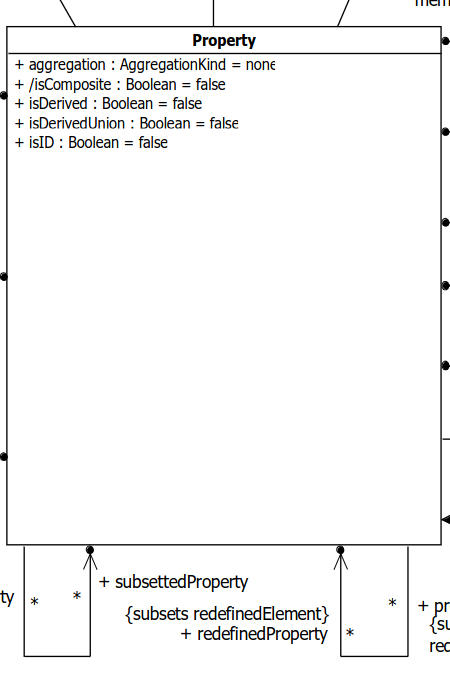 Property
+ aggregation : AggregationKind = none
+ /isComposite : Boolean = false
+ isDerived : Boolean = false
+ isDerivedUnion : Boolean = false
+ isID : Boolean = false
+ subsettedProperty
* *
{subsets redefinedElement}
*
+ redefinedProperty *